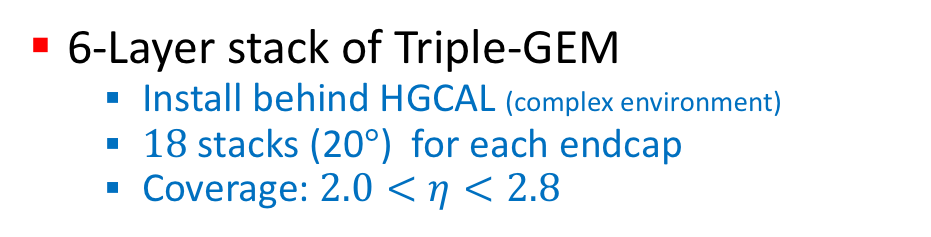 6-Layer stack of Triple-GEM
Install behind HGCAL (complex environment)
18 stacks (20°) for each endcap
Coverage: 2.0 < η < 2.8